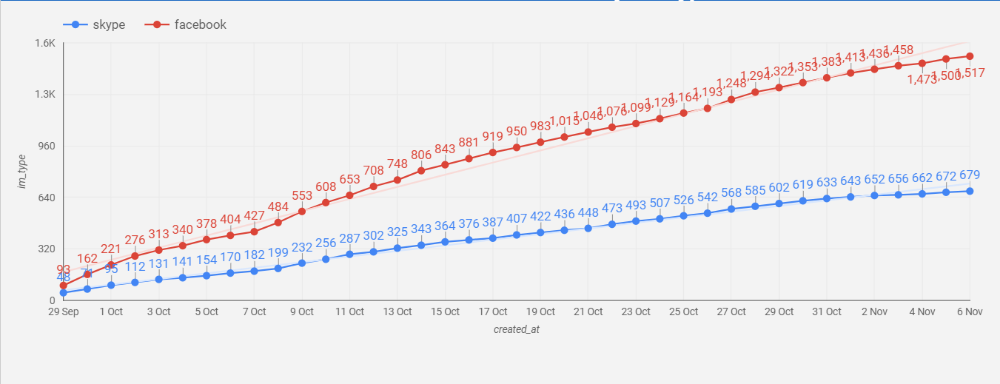 skype facebook
1.6K
1.3K
960
640
320
0
im_type
93 162 221 276 313 340 378 404 427 484 553 608 653 708 748 806 843 881 919 950 983 1,015 1,046 1,076 1,099 1,129 1,164 1,193 1,248 1,294 1,322 1,353 1,383 1,413 1,436 1,458 1,473 1,500 1,517
48 71 95 112 131 141 154 170 182 199 232 256 287 302 325 343 364 376 387 407 422 436 448 473 493 507 526 542 568 585 602 619 633 643 652 656 662 672 679
29 Sep 1 Oct 3 Oct 5 Oct 7 Oct 9 Oct 11 Oct 13 Oct 15 Oct 17 Oct 19 Oct 21 Oct 23 Oct 25 Oct 27 Oct 29 Oct 31 Oct 2 Nov 4 Nov 6 Nov
created_at